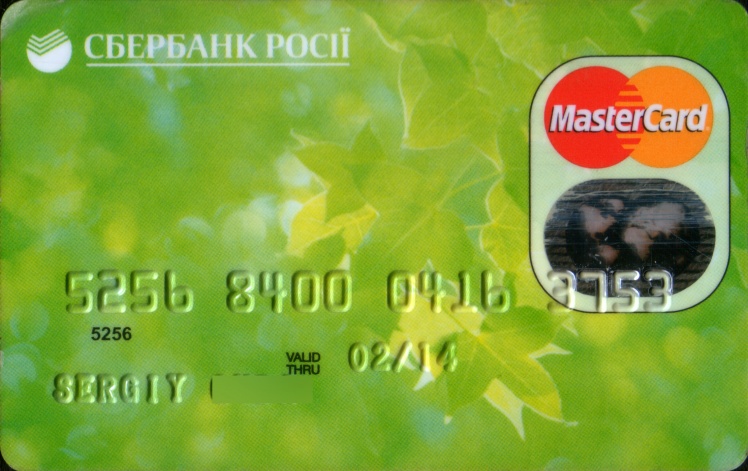 СБЕРБАНК РОСІЇ
MasterCard
5256 8400 0416 3753
5256
VALID THRU 02/14
SERGIY